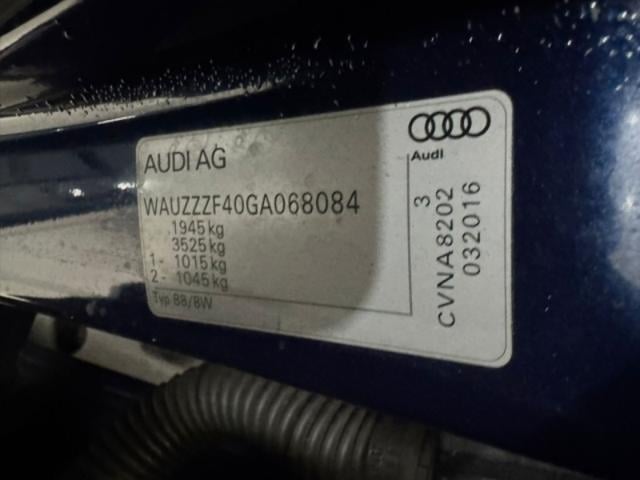 AUDI AG
WAUZZZF40GA068084
1945 kg
3525 kg
1- 1015 kg
2- 1045 kg
Typ B8/8W
Audi
3
CVNA8202
032016